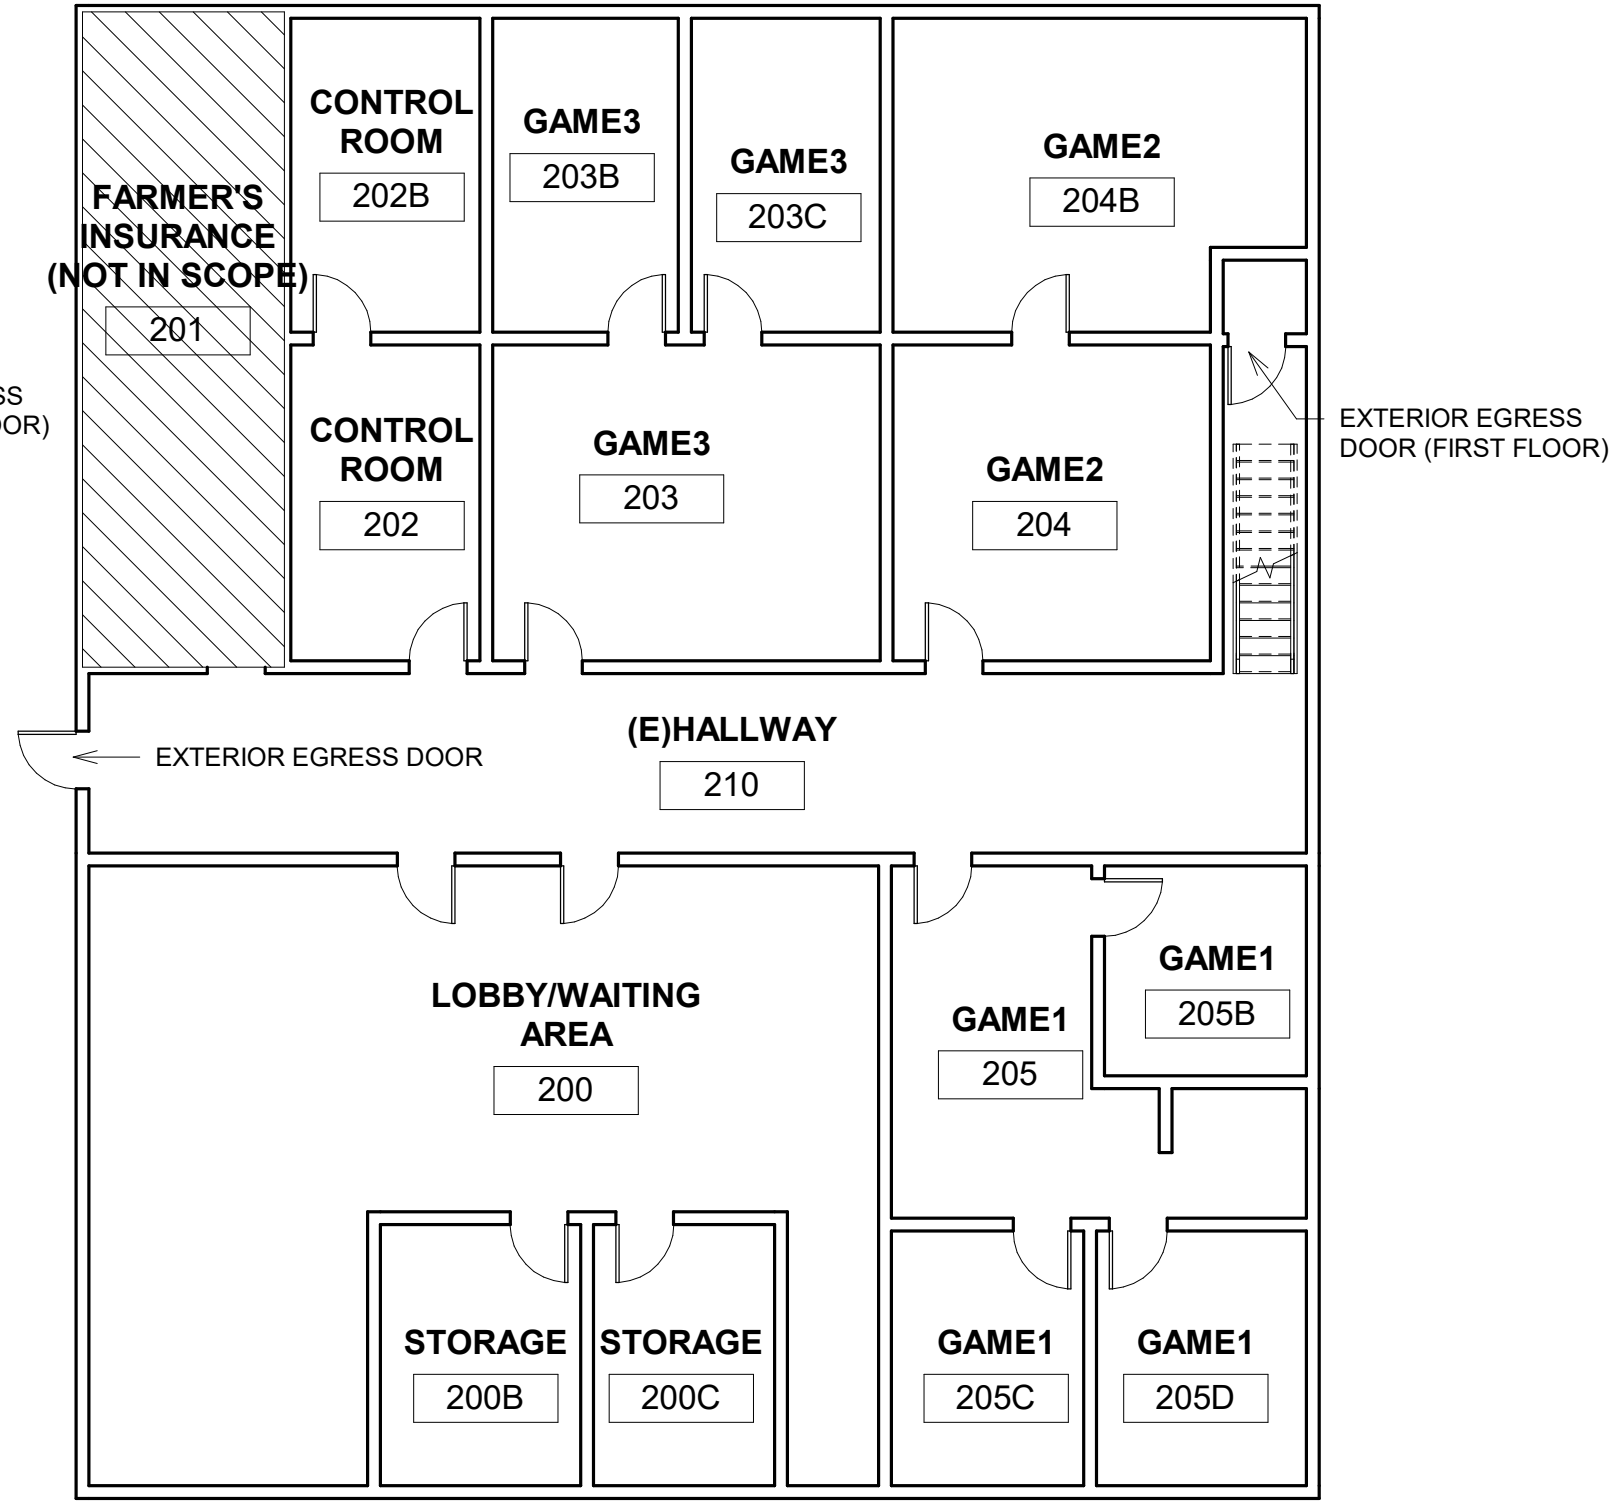 CONTROL
ROOM
202B
GAME3
203B
GAME3
203C
GAME2
204B
FARMER'S
INSURANCE
(NOT IN SCOPE)
201
SS
OOR)
CONTROL
ROOM
202
GAME3
203
GAME2
204
EXTERIOR EGRESS
DOOR (FIRST FLOOR)
(E)HALLWAY
210
EXTERIOR EGRESS DOOR
LOBBY/WAITING
AREA
200
GAME1
205
GAME1
205B
STORAGE
200B
STORAGE
200C
GAME1
205C
GAME1
205D